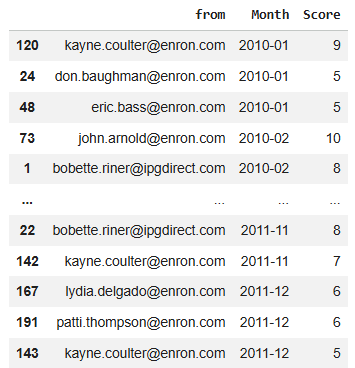 from Month Score
120 kayne.coulter@enron.com 2010-01 9
24 don.baughman@enron.com 2010-01 5
48 eric.bass@enron.com 2010-01 5
73 john.arnold@enron.com 2010-02 10
1 bobette.riner@ipgdirect.com 2010-02 8
... ... ... ...
22 bobette.riner@ipgdirect.com 2011-11 8
142 kayne.coulter@enron.com 2011-11 7
167 lydia.delgado@enron.com 2011-12 6
191 patti.thompson@enron.com 2011-12 6
143 kayne.coulter@enron.com 2011-12 5